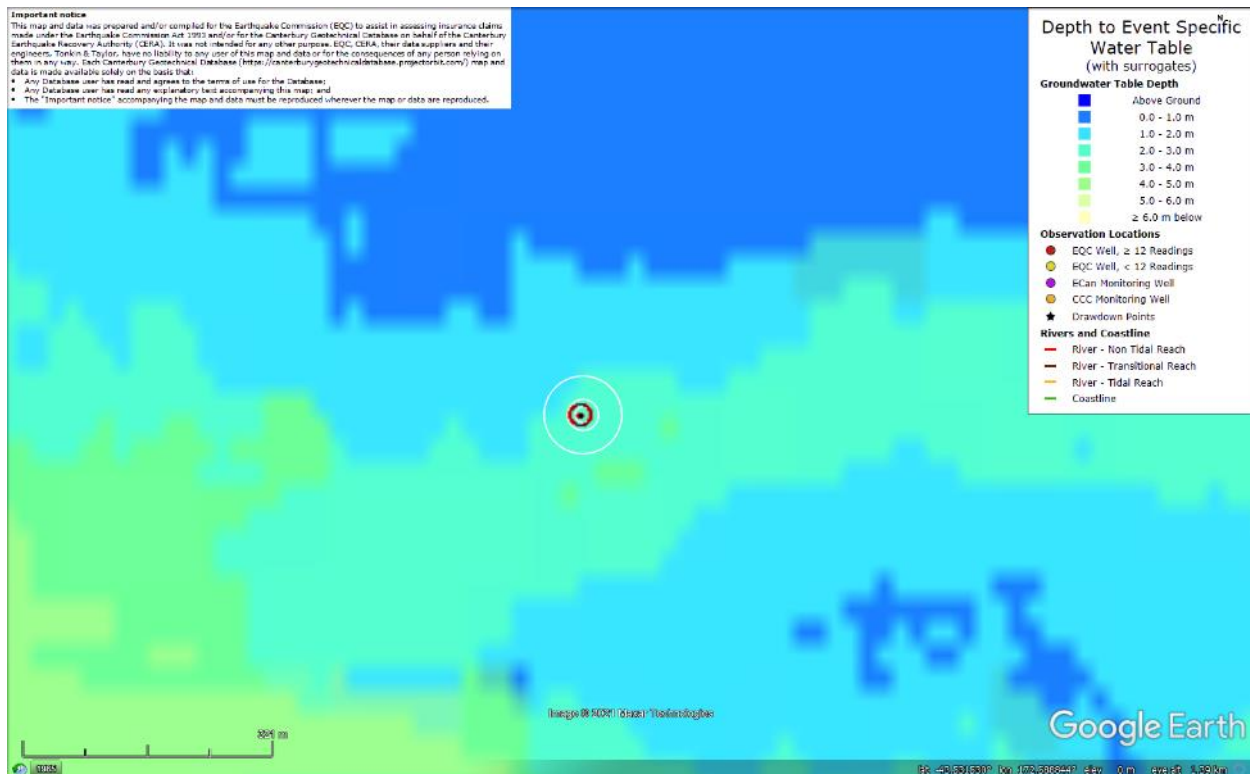 Important notice
This map and data was prepared and/or compiled for the Earthquake Commission (EQC) to assist in assessing insurance claims
made under the Earthquake Commission Act 1993 and/or for the Canterbury Geotechnical Database on behalf of the Canterbury
Earthquake Recovery Authority (CERA). It was not intended for any other purpose. EQC, CERA, their data suppliers and their
engineers, Tonkin & Taylor, have no liability to any user of this map and data or for the consequences of any person relying on
them in any way. Each Canterbury Geotechnical Database (https://canterburygeotechnicaldatabase.projectorbit.com/) map and
data is made available solely on the basis that:
• Any Database user has read and agrees to the terms of use for the Database;
• Any Database user has read any explanatory text accompanying this map; and
• The "Important notice" accompanying the map and data must be reproduced wherever the map or data are reproduced.
N
Depth to Event Specific
Water Table
(with surrogates)
Groundwater Table Depth
Above Ground
0.0 - 1.0 m
1.0 - 2.0 m
2.0 - 3.0 m
3.0 - 4.0 m
4.0 - 5.0 m
5.0 - 6.0 m
≥ 6.0 m below
Observation Locations
EQC Well, ≥ 12 Readings
EQC Well, < 12 Readings
ECan Monitoring Well
CCC Monitoring Well
Drawdown Points
Rivers and Coastline
River - Non Tidal Reach
River - Transitional Reach
River - Tidal Reach
Coastline
Image © 2021 Maxar Technologies
Google Earth
1965
elev 0 m eye alt